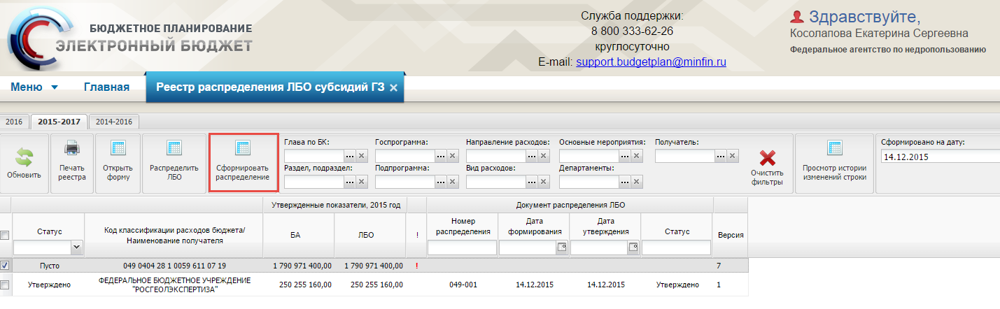 БЮДЖЕТНОЕ ПЛАНИРОВАНИЕ
ЭЛЕКТРОННЫЙ БЮДЖЕТ
Служба поддержки:
8 800 333-62-26
круглосуточно
E-mail: support.budgetplan@minfin.ru
Здравствуйте,
Косолапова Екатерина Сергеевна
Федеральное агентство по недропользованию
Меню Главная Реестр распределения ЛБО субсидий ГЗ ×
2016 2015-2017 2014-2016
Обновить
Печать
реестра
Открыть
форму
Распределить
ЛБО
Сформировать
распределение
Глава по БК: Госпрограмма: Направление расходов: Основные мероприятия: Получатель:
Раздел, подраздел: Подпрограмма: Вид расходов: Департаменты:
Очистить
фильтры
Просмотр истории
изменений строки
Сформировано на дату:
14.12.2015
Утвержденные показатели, 2015 год ! Документ распределения ЛБО
Статус
Код классификации расходов бюджета/
Наименование получателя
БА
ЛБО
!
Номер
распределения
Дата
формирования
Дата
утверждения
Статус
Версия
Пусто 049 0404 28 1 0059 611 07 19 1 790 971 400,00 1 790 971 400,00 ! 7
Утверждено
ФЕДЕРАЛЬНОЕ БЮДЖЕТНОЕ УЧРЕЖДЕНИЕ
"РОСГЕОЛЭКСПЕРТИЗА"
250 255 160,00 250 255 160,00 049-001 14.12.2015 14.12.2015 Утверждено 1